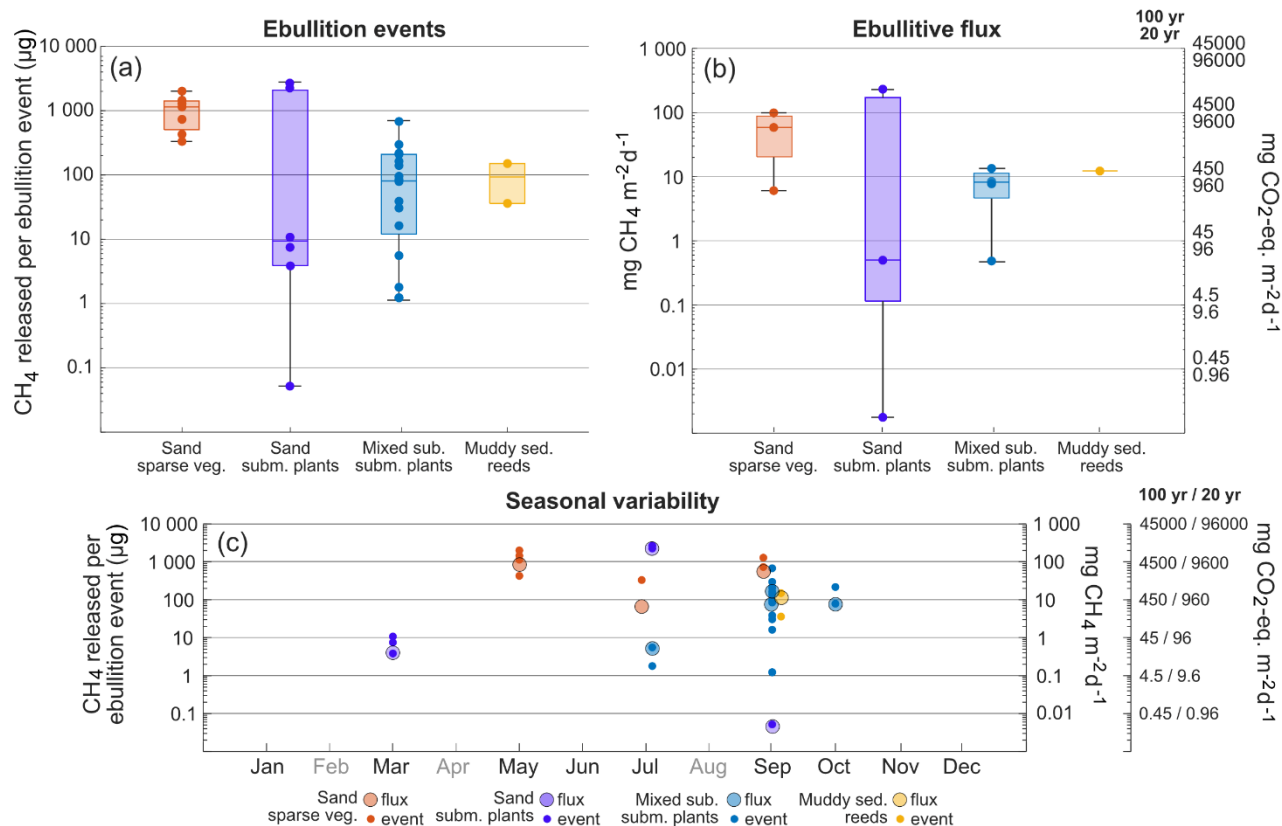 Ebullition events
(a)
CH4 released per ebullition event (µg)
10 000
1 000
100
10
1
0.1
Sand
sparse veg.
Sand
subm. plants
Mixed sub.
subm. plants
Muddy sed.
reeds
Ebullitive flux
100 yr
20 yr
(b)
mg CH4 m-2d-1
1 000
100
10
1
0.1
0.01
45000
96000
4500
9600
450
960
45
96
4.5
9.6
0.45
0.96
mg CO2-eq. m-2d-1
Sand
sparse veg.
Sand
subm. plants
Mixed sub.
subm. plants
Muddy sed.
reeds
Seasonal variability
100 yr / 20 yr
(c)
CH4 released per
ebullition event (µg)
10 000
1 000
100
10
1
0.1
1 000
100
10
1
0.1
0.01
mg CH4 m-2d-1
45000 / 96000
4500 / 9600
450 / 960
45 / 96
4.5 / 9.6
0.45 / 0.96
mg CO2-eq. m-2d-1
Jan Feb Mar Apr May Jun Jul Aug Sep Oct Nov Dec
Sand
sparse veg.
flux
event
Sand
subm. plants
flux
event
Mixed sub.
subm. plants
flux
event
Muddy sed.
reeds
flux
event